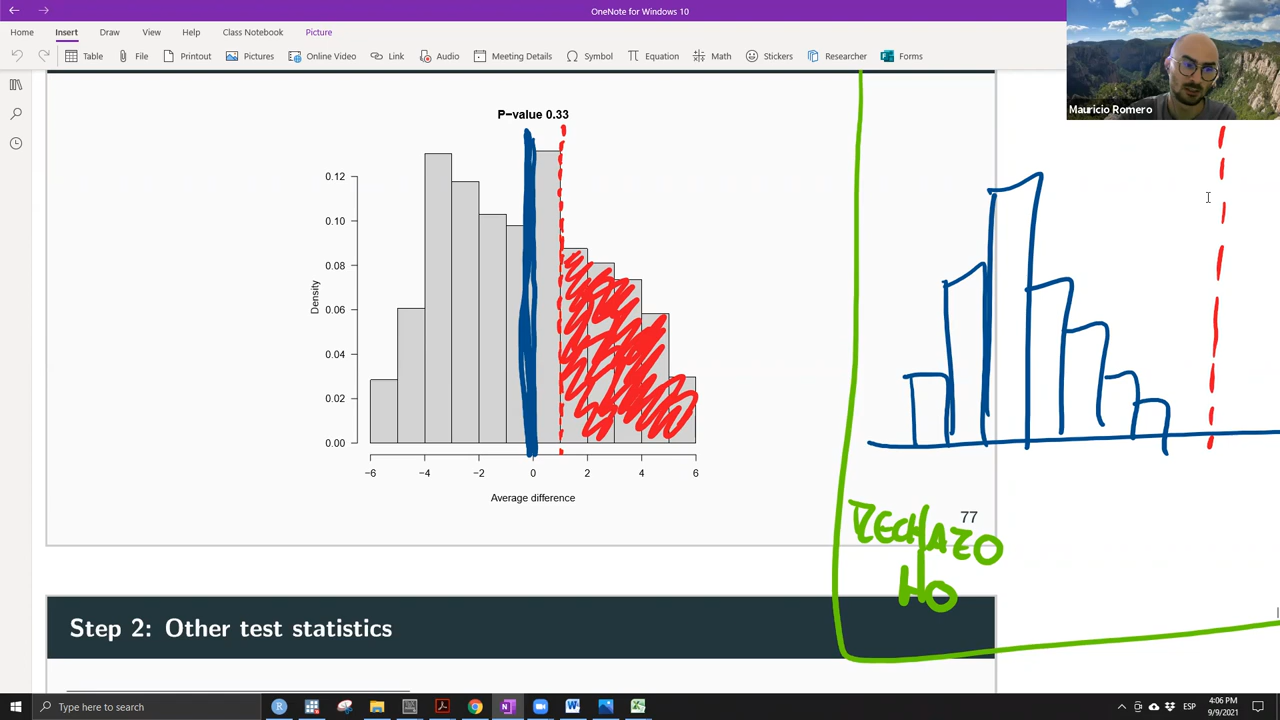 OneNote for Windows 10
Home Insert Draw View Help Class Notebook Picture
Table File Printout Pictures Online Video Link Audio Meeting Details Symbol Equation Math Stickers Researcher Forms
Mauricio Romero
P−value 0.33
Density
0.12
0.10
0.08
0.06
0.04
0.02
0.00
−6 −4 −2 0 2 4 6
Average difference
77
RECHAZO
HO
Step 2: Other test statistics
Type here to search
ESP
4:06 PM
9/9/2021